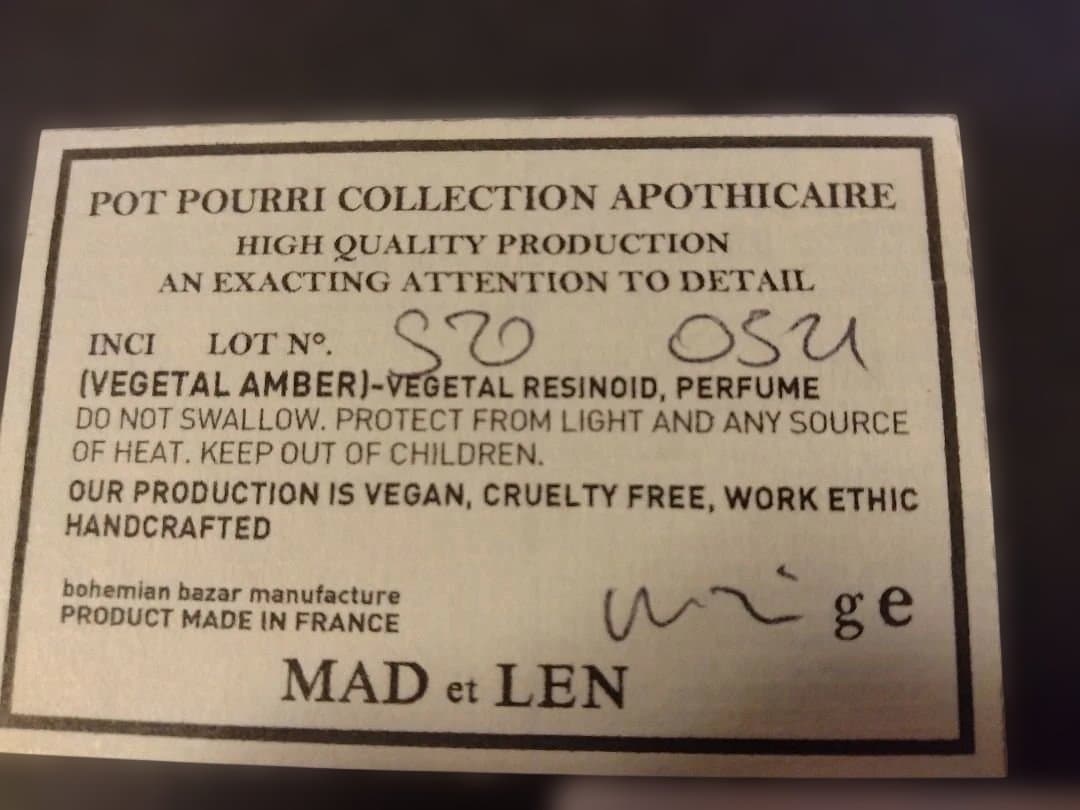 POT POURRI COLLECTION APOTHICAIRE
HIGH QUALITY PRODUCTION
AN EXACTING ATTENTION TO DETAIL
INCI LOT Nº.
(VEGETAL AMBER)-VEGETAL RESINOID, PERFUME
DO NOT SWALLOW. PROTECT FROM LIGHT AND ANY SOURCE
OF HEAT. KEEP OUT OF CHILDREN.
OUR PRODUCTION IS VEGAN, CRUELTY FREE, WORK ETHIC
HANDCRAFTED
bohemian bazar manufacture
PRODUCT MADE IN FRANCE
g e
MAD et LEN